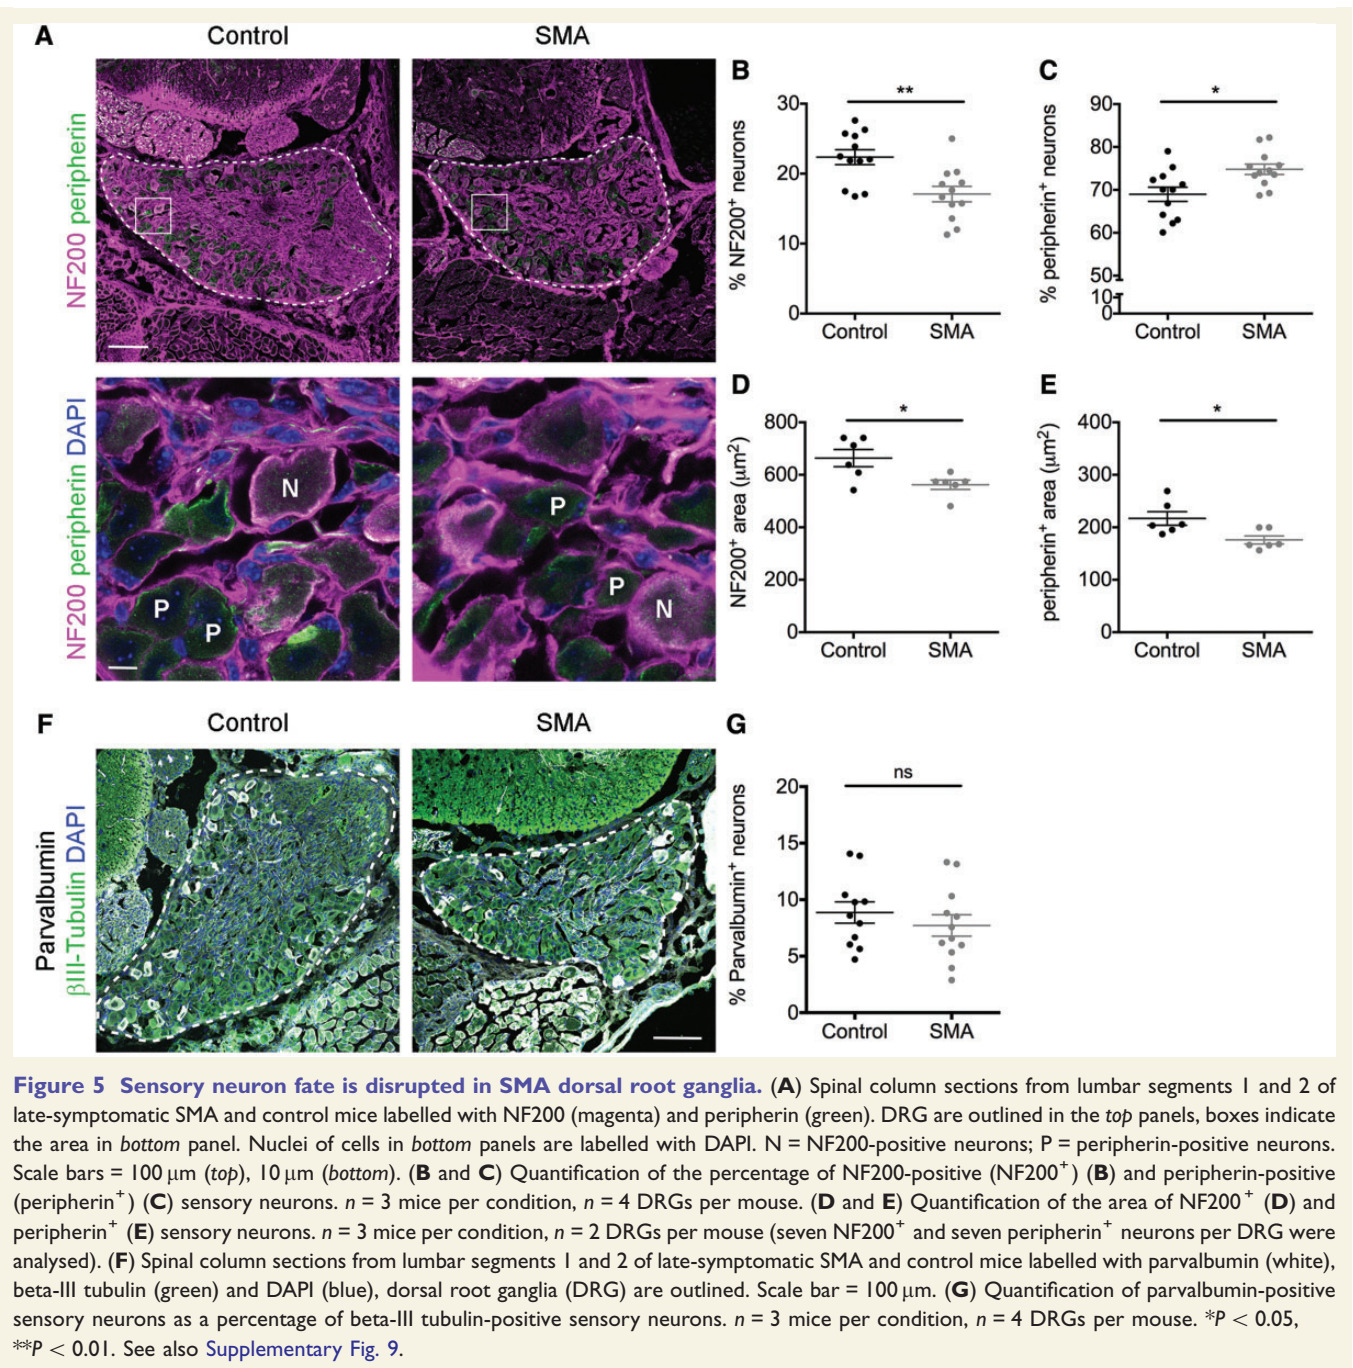 A
Control
SMA
NF200 peripherin
NF200 peripherin DAPI
N
P
P
P
P
N
B
**
% NF200+ neurons
30
20
10
0
Control
SMA
C
*
% peripherin+ neurons
90
80
70
60
50
10
0
Control
SMA
D
*
NF200+ area (μm2)
800
600
400
200
0
Control
SMA
E
*
peripherin+ area (μm2)
400
300
200
100
0
Control
SMA
F
Control
SMA
Parvalbumin
βIII-Tubulin DAPI
G
ns
% Parvalbumin+ neurons
20
15
10
5
0
Control
SMA
Figure 5 Sensory neuron fate is disrupted in SMA dorsal root ganglia. (A) Spinal column sections from lumbar segments 1 and 2 of
late-symptomatic SMA and control mice labelled with NF200 (magenta) and peripherin (green). DRG are outlined in the top panels, boxes indicate
the area in bottom panel. Nuclei of cells in bottom panels are labelled with DAPI. N = NF200-positive neurons; P = peripherin-positive neurons.
Scale bars = 100 μm (top), 10 μm (bottom). (B and C) Quantification of the percentage of NF200-positive (NF200+) (B) and peripherin-positive
(peripherin+) (C) sensory neurons. n = 3 mice per condition, n = 4 DRGs per mouse. (D and E) Quantification of the area of NF200+ (D) and
peripherin+ (E) sensory neurons. n = 3 mice per condition, n = 2 DRGs per mouse (seven NF200+ and seven peripherin+ neurons per DRG were
analysed). (F) Spinal column sections from lumbar segments 1 and 2 of late-symptomatic SMA and control mice labelled with parvalbumin (white),
beta-III tubulin (green) and DAPI (blue), dorsal root ganglia (DRG) are outlined. Scale bar = 100 μm. (G) Quantification of parvalbumin-positive
sensory neurons as a percentage of beta-III tubulin-positive sensory neurons. n = 3 mice per condition, n = 4 DRGs per mouse. *P < 0.05,
**P < 0.01. See also Supplementary Fig. 9.